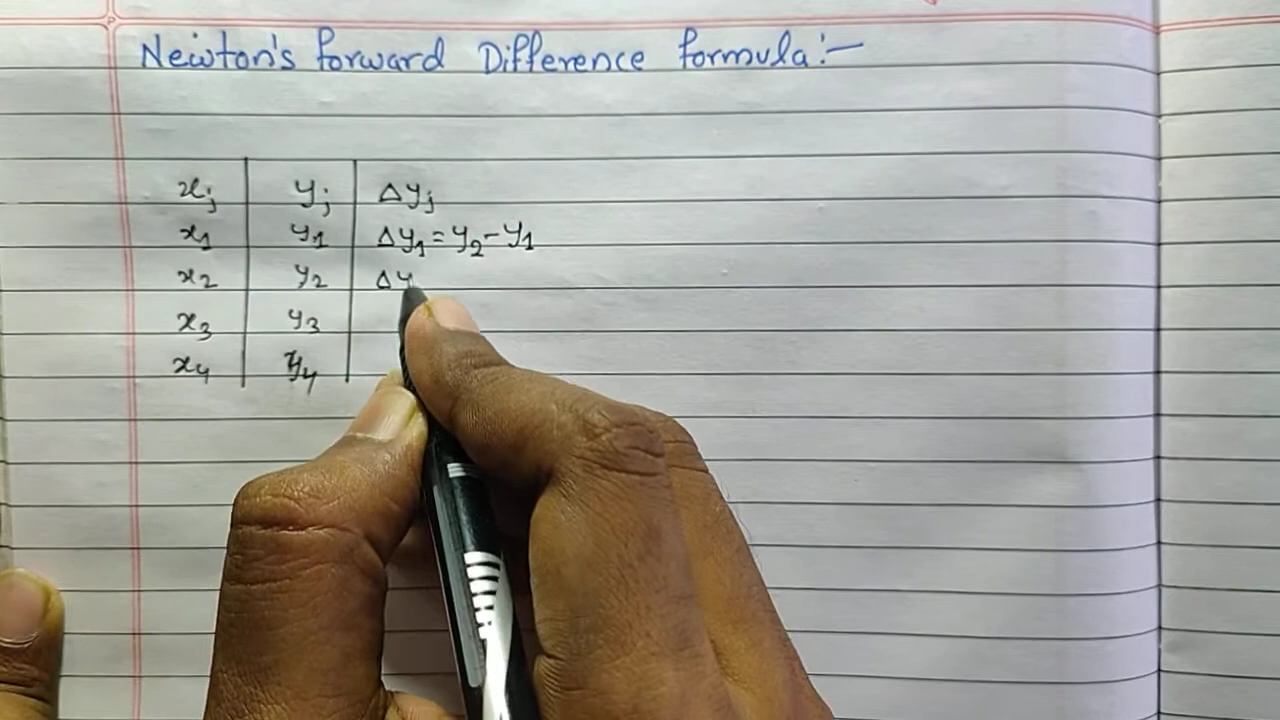 Newton's forward Difference formula:-
xj yj Δyj
x1 y1 Δy1 = y2 - y1
x2 y2 Δy
x3 y3
x4 y4